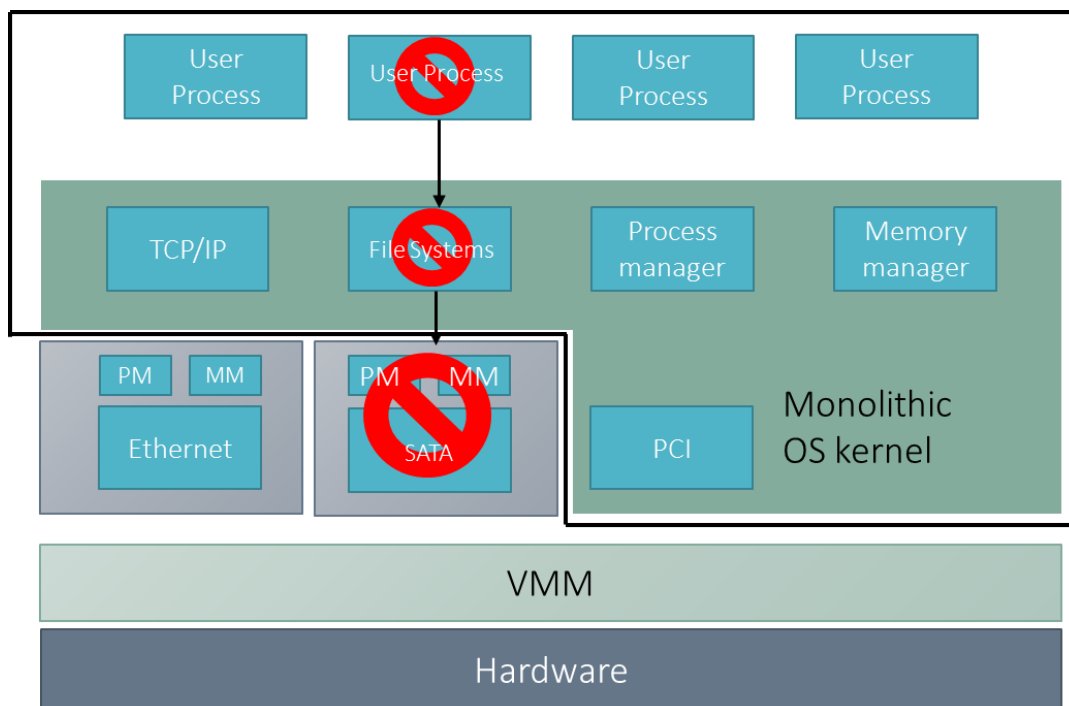 User
Process
User Process
User
Process
User
Process
TCP/IP
File Systems
Process
manager
Memory
manager
PM
MM
PM
MM
Ethernet
SATA
PCI
Monolithic
OS kernel
VMM
Hardware